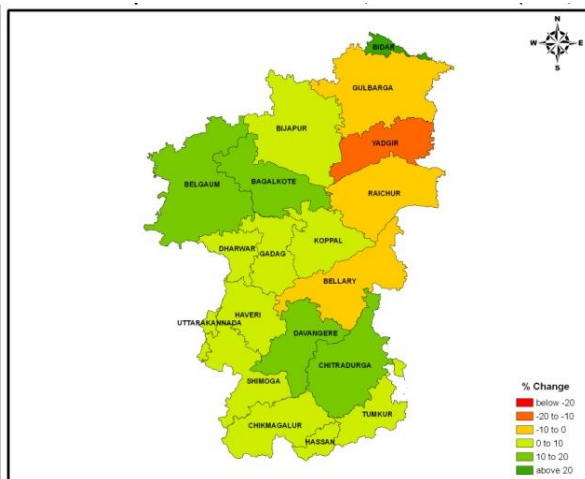 N
W E
S
BIDAR
GULBARGA
BIJAPUR
YADGIR
BELGAUM
BAGALKOTE
RAICHUR
DHARWAR
GADAG
KOPPAL
BELLARY
HAVERI
UTTARAKANNADA
DAVANGERE
CHITRADURGA
SHIMOGA
TUMKUR
CHIKMAGALUR
HASSAN
% Change
below -20
-20 to -10
-10 to 0
0 to 10
10 to 20
above 20